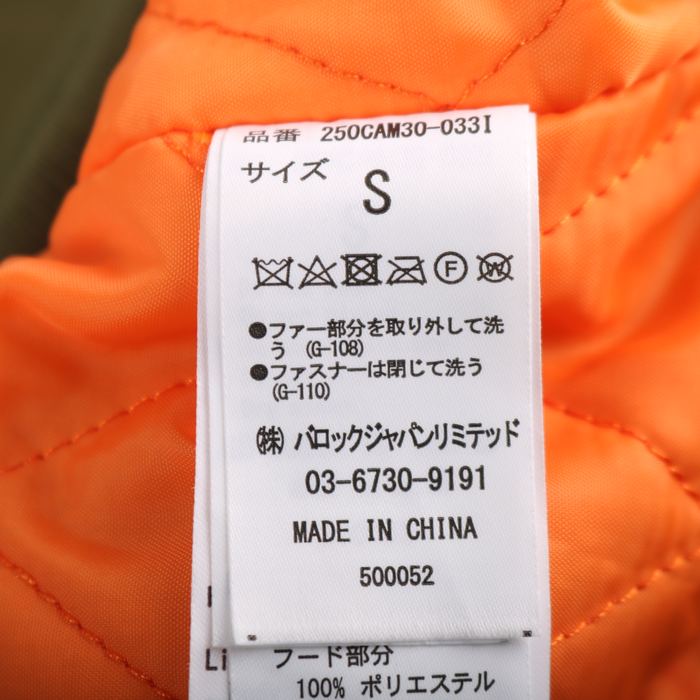 品番 250CAM30-033I
サイズ
S
F
W
●ファー部分を取り外して洗
う (G-108)
●ファスナーは閉じて洗う
(G-110)
㈱ バロックジャパンリミテッド
03-6730-9191
MADE IN CHINA
500052
Li
フード部分
100% ポリエステル